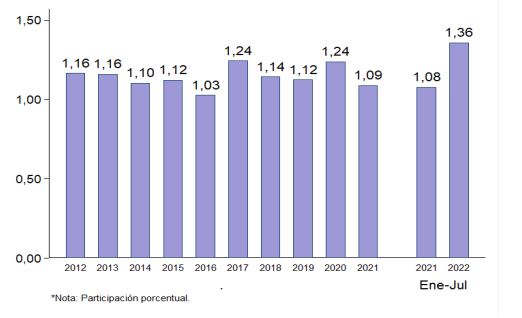 1,50
1,00
0,50
0,00
1,16 1,16 1,10 1,12 1,03 1,24 1,14 1,12 1,24 1,09 1,08 1,36
2012 2013 2014 2015 2016 2017 2018 2019 2020 2021 2021 2022
Ene-Jul
*Nota: Participación porcentual.